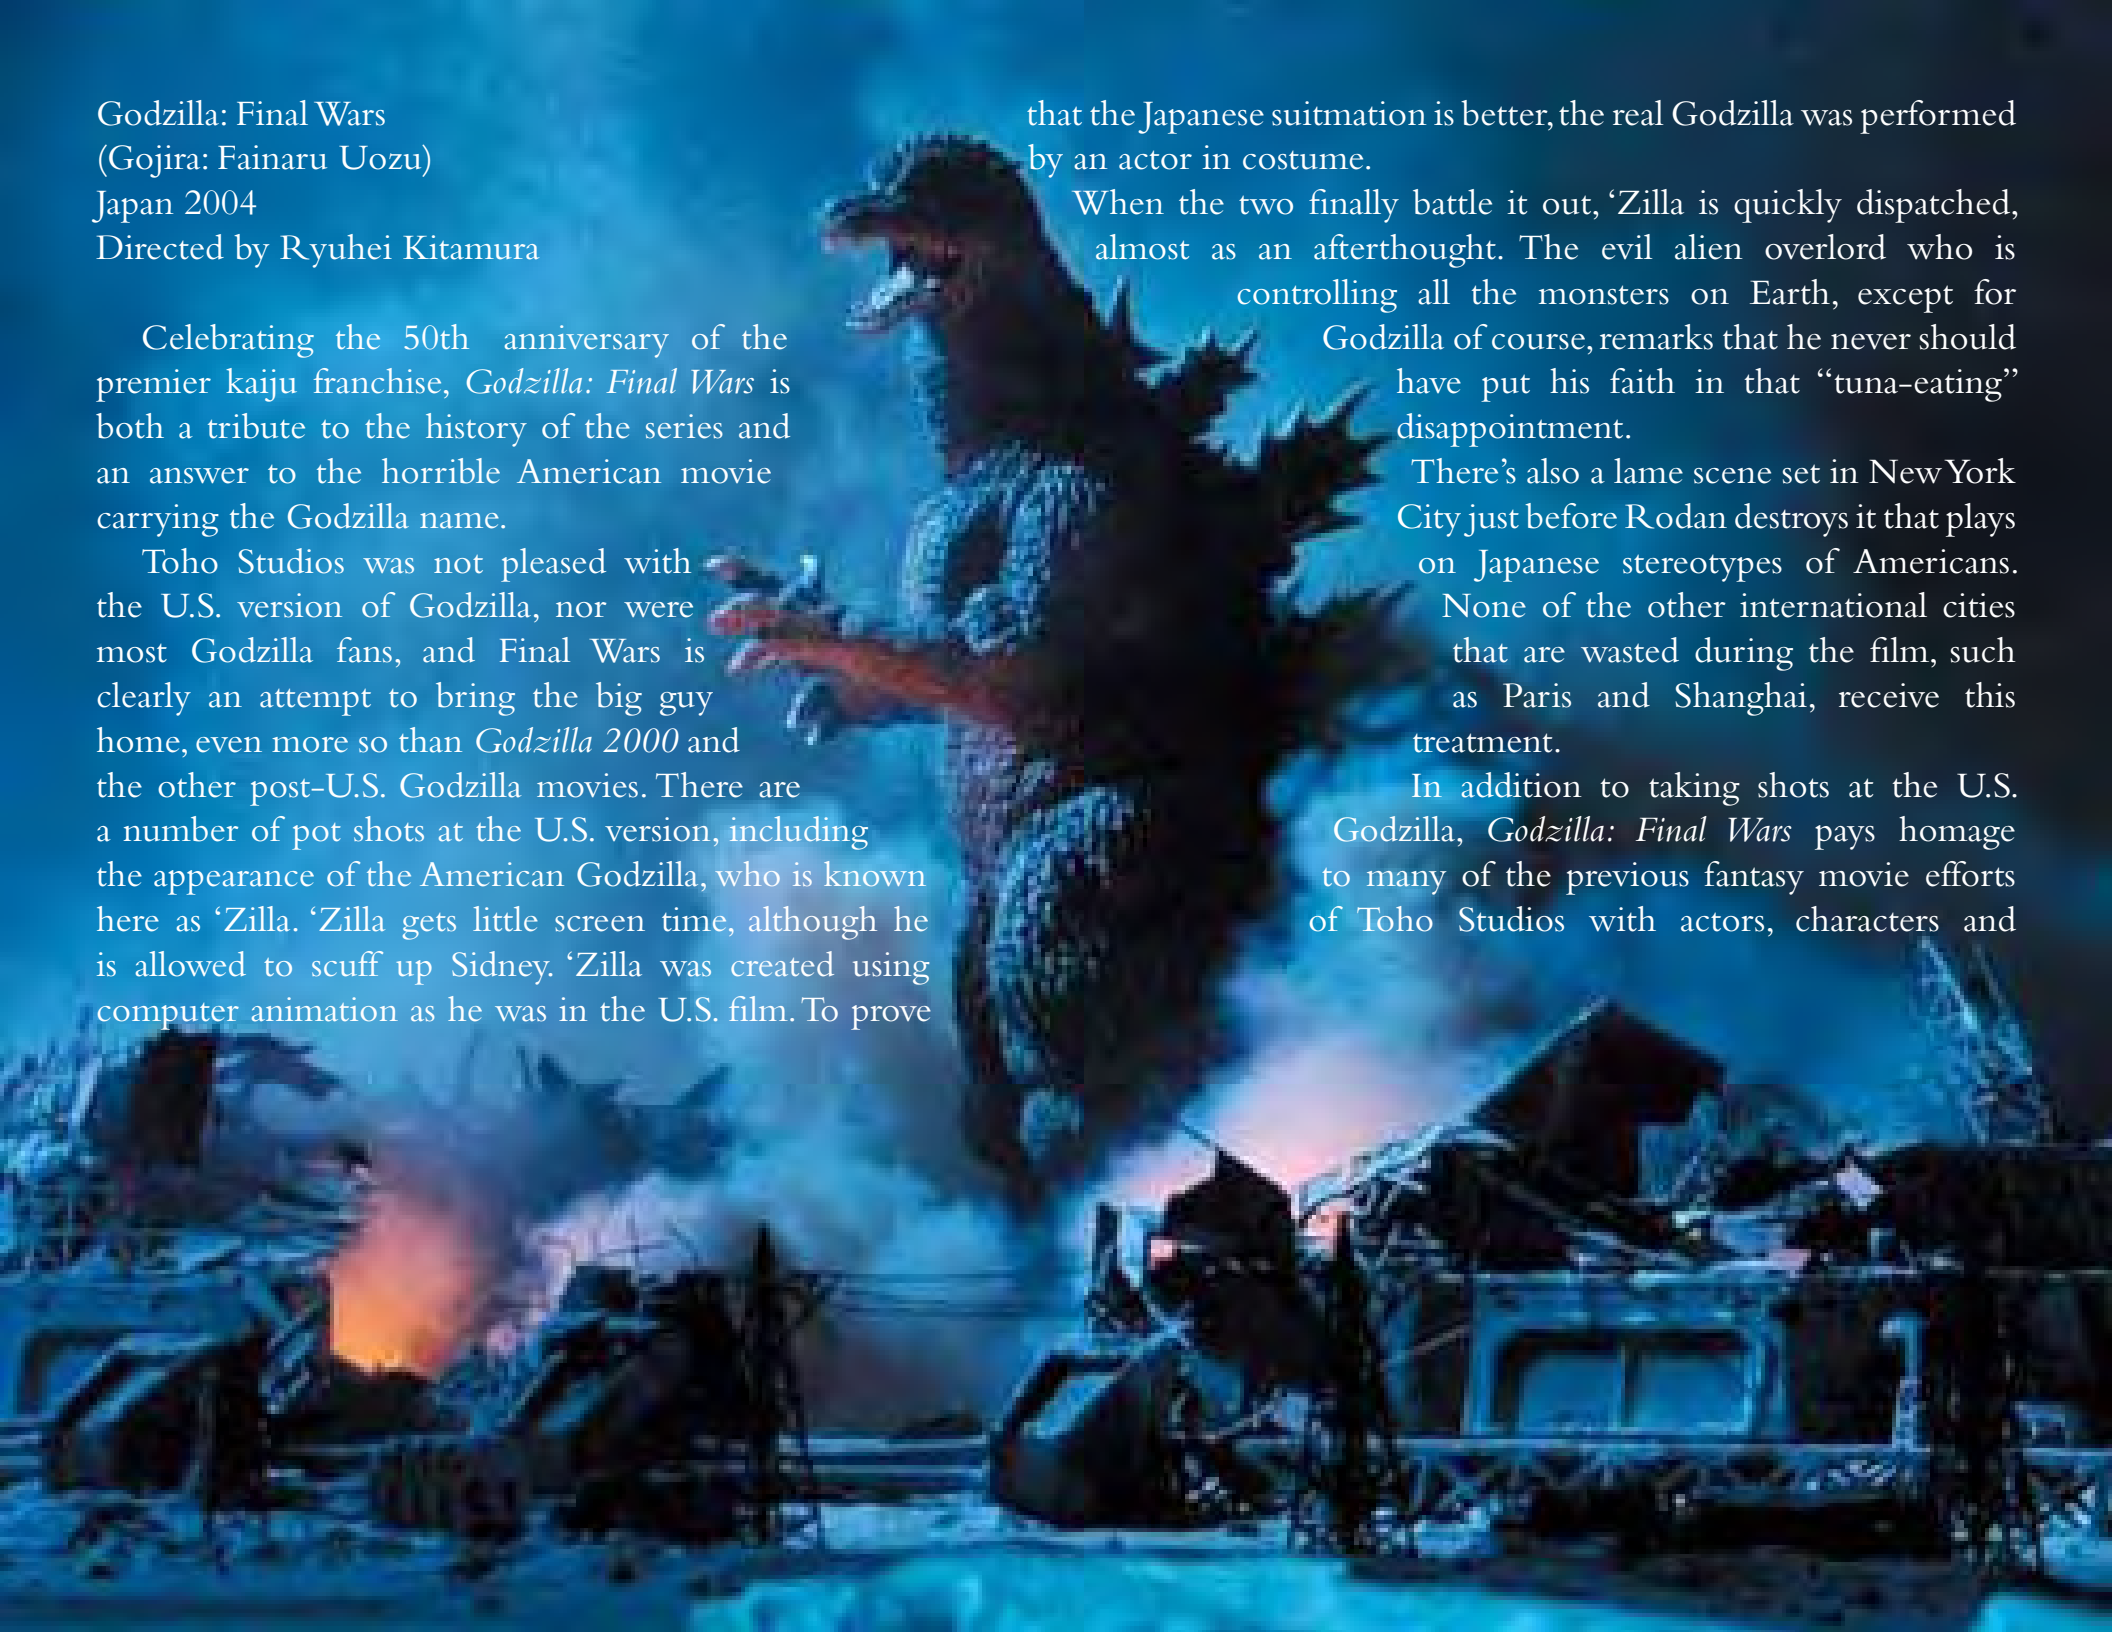 Godzilla: Final Wars
(Gojira: Fainaru Uozu)
Japan 2004
Directed by Ryuhei Kitamura
Celebrating the 50th anniversary of the
premier kaiju franchise, Godzilla: Final Wars is
both a tribute to the history of the series and
an answer to the horrible American movie
carrying the Godzilla name.
Toho Studios was not pleased with
the U.S. version of Godzilla, nor were
most Godzilla fans, and Final Wars is
clearly an attempt to bring the big guy
home, even more so than Godzilla 2000 and
the other post-U.S. Godzilla movies. There are
a number of pot shots at the U.S. version, including
the appearance of the American Godzilla, who is known
here as ‘Zilla. ‘Zilla gets little screen time, although he
is allowed to scuff up Sidney. ‘Zilla was created using
computer animation as he was in the U.S. film. To prove
that the Japanese suitmation is better, the real Godzilla was performed
by an actor in costume.
When the two finally battle it out, ‘Zilla is quickly dispatched,
almost as an afterthought. The evil alien overlord who is
controlling all the monsters on Earth, except for
Godzilla of course, remarks that he never should
have put his faith in that “tuna-eating”
disappointment.
There’s also a lame scene set in New York
City just before Rodan destroys it that plays
on Japanese stereotypes of Americans.
None of the other international cities
that are wasted during the film, such
as Paris and Shanghai, receive this
treatment.
In addition to taking shots at the U.S.
Godzilla, Godzilla: Final Wars pays homage
to many of the previous fantasy movie efforts
of Toho Studios with actors, characters and